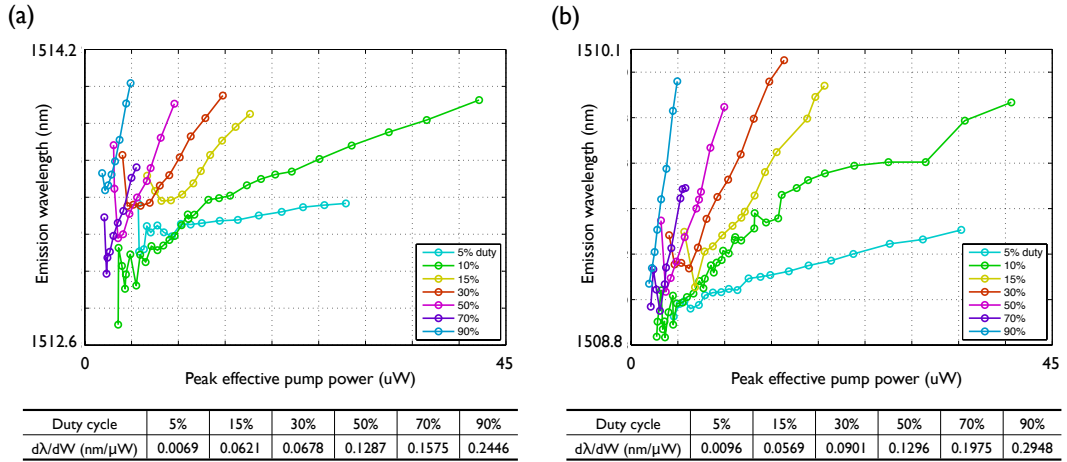 (a)
1514.2
Emission wavelength (nm)
5% duty
10%
15%
30%
50%
70%
90%
1512.6
0
45
Peak effective pump power (uW)
Duty cycle 5% 15% 30% 50% 70% 90%
dλ/dW (nm/μW) 0.0069 0.0621 0.0678 0.1287 0.1575 0.2446
(b)
1510.1
Emission wavelength (nm)
5% duty
10%
15%
30%
50%
70%
90%
1508.8
0
45
Peak effective pump power (uW)
Duty cycle 5% 15% 30% 50% 70% 90%
dλ/dW (nm/μW) 0.0096 0.0569 0.0901 0.1296 0.1975 0.2948